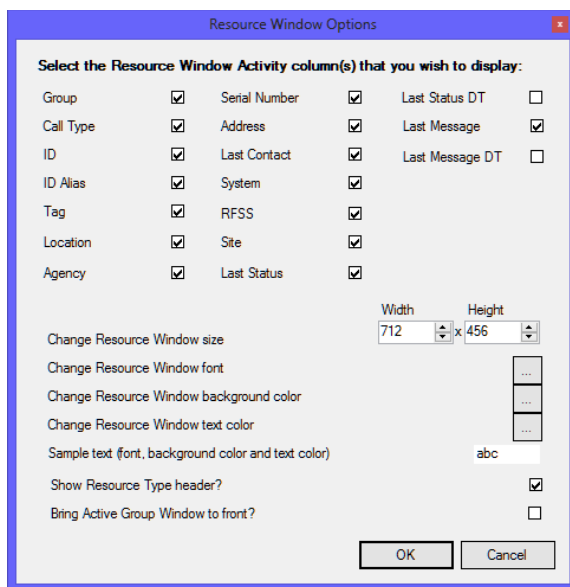 Resource Window Options
x
Select the Resource Window Activity column(s) that you wish to display:
Group Serial Number Last Status DT
Call Type Address Last Message
ID Last Contact Last Message DT
ID Alias System
Tag RFSS
Location Site
Agency Last Status
Width Height
Change Resource Window size 712 x 456
Change Resource Window font ...
Change Resource Window background color ...
Change Resource Window text color ...
Sample text (font, background color and text color) abc
Show Resource Type header?
Bring Active Group Window to front?
OK Cancel